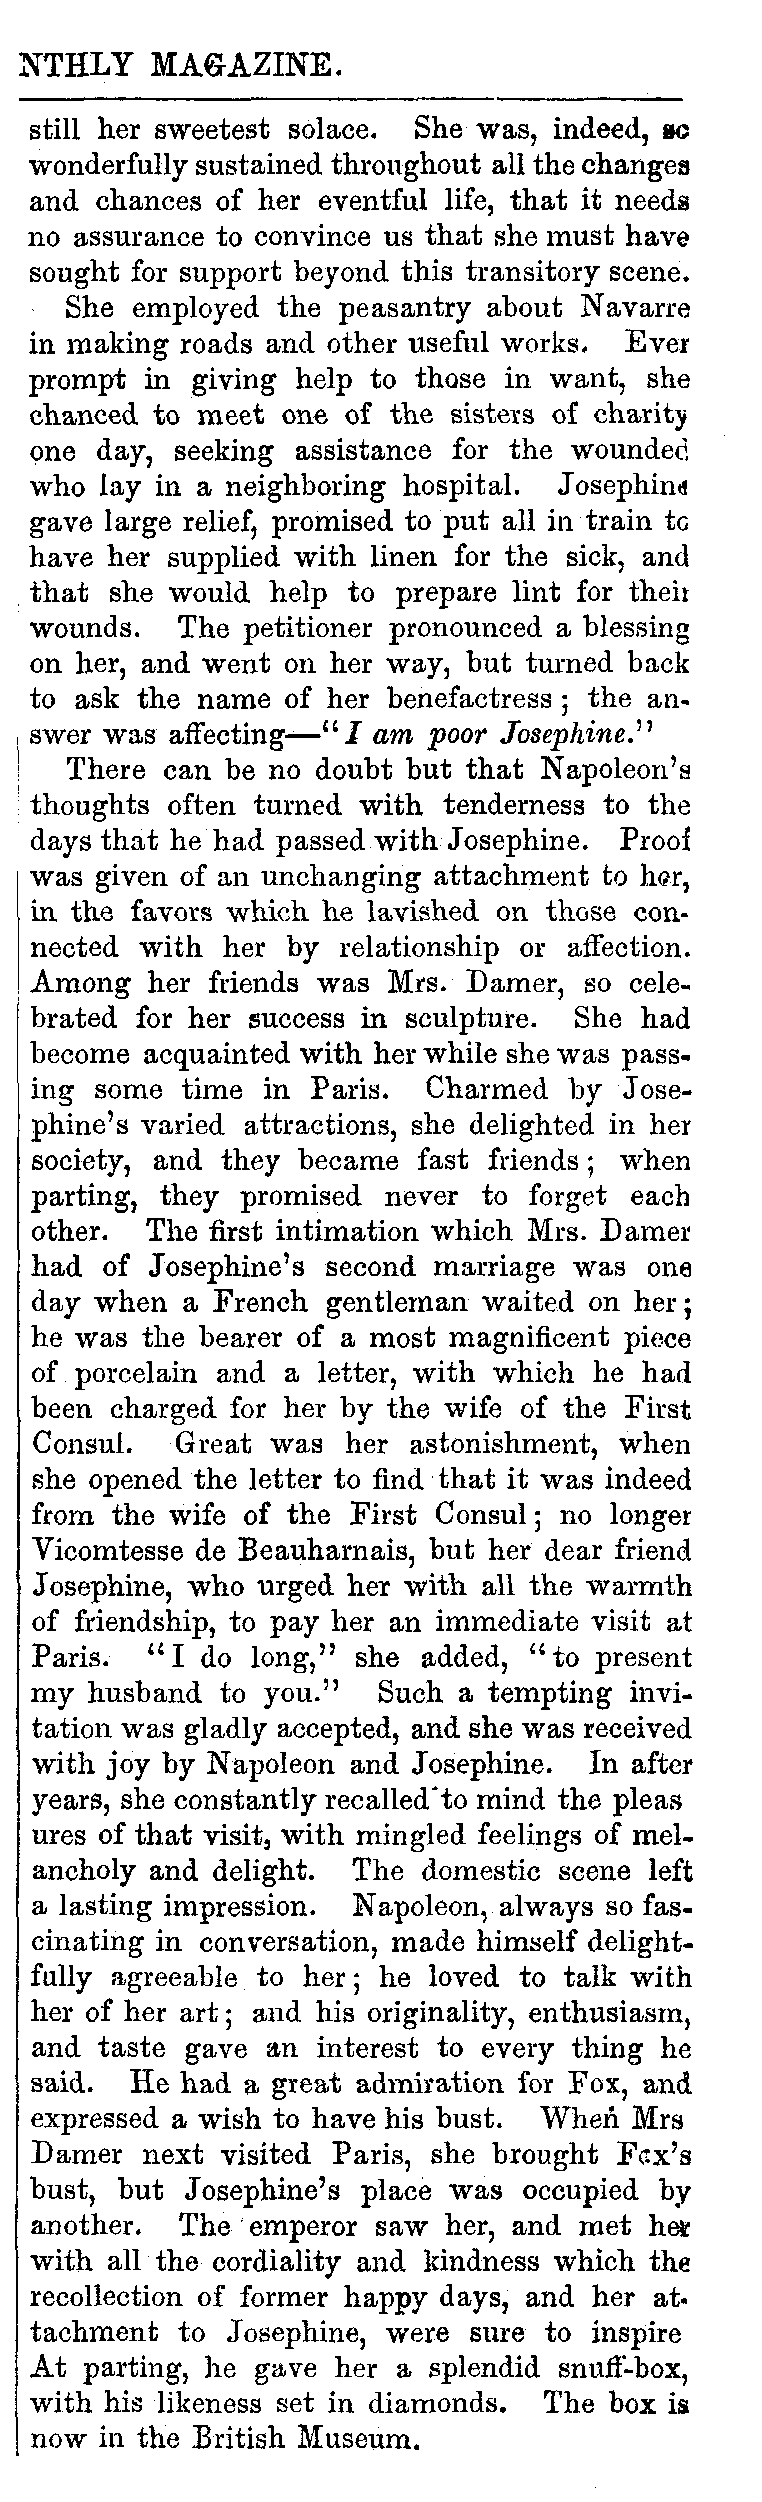 NTHLY MAGAZINE.
still her sweetest solace. She was, indeed, so
wonderfully sustained throughout all the changes
and chances of her eventful life, that it needs
no assurance to convince us that she must have
sought for support beyond this transitory scene.
She employed the peasantry about Navarre
in making roads and other useful works. Ever
prompt in giving help to those in want, she
chanced to meet one of the sisters of charity
one day, seeking assistance for the wounded
who lay in a neighboring hospital. Josephine
gave large relief, promised to put all in train to
have her supplied with linen for the sick, and
that she would help to prepare lint for their
wounds. The petitioner pronounced a blessing
on her, and went on her way, but turned back
to ask the name of her benefactress; the an-
swer was affecting—"I am poor Josephine."
There can be no doubt but that Napoleon's
thoughts often turned with tenderness to the
days that he had passed with Josephine. Proof
was given of an unchanging attachment to her,
in the favors which he lavished on those con-
nected with her by relationship or affection.
Among her friends was Mrs. Damer, so cele-
brated for her success in sculpture. She had
become acquainted with her while she was pass-
ing some time in Paris. Charmed by Jose-
phine's varied attractions, she delighted in her
society, and they became fast friends; when
parting, they promised never to forget each
other. The first intimation which Mrs. Damer
had of Josephine's second marriage was one
day when a French gentleman waited on her;
he was the bearer of a most magnificent piece
of porcelain and a letter, with which he had
been charged for her by the wife of the First
Consul. Great was her astonishment, when
she opened the letter to find that it was indeed
from the wife of the First Consul; no longer
Vicomtesse de Beauharnais, but her dear friend
Josephine, who urged her with all the warmth
of friendship, to pay her an immediate visit at
Paris. "I do long," she added, "to present
my husband to you." Such a tempting invi-
tation was gladly accepted, and she was received
with joy by Napoleon and Josephine. In after
years, she constantly recalled to mind the pleas
ures of that visit, with mingled feelings of mel-
ancholy and delight. The domestic scene left
a lasting impression. Napoleon, always so fas-
cinating in conversation, made himself delight-
fully agreeable to her; he loved to talk with
her of her art; and his originality, enthusiasm,
and taste gave an interest to every thing he
said. He had a great admiration for Fox, and
expressed a wish to have his bust. When Mrs
Damer next visited Paris, she brought Fox's
bust, but Josephine's place was occupied by
another. The emperor saw her, and met her
with all the cordiality and kindness which the
recollection of former happy days, and her at-
tachment to Josephine, were sure to inspire
At parting, he gave her a splendid snuff-box,
with his likeness set in diamonds. The box is
now in the British Museum.